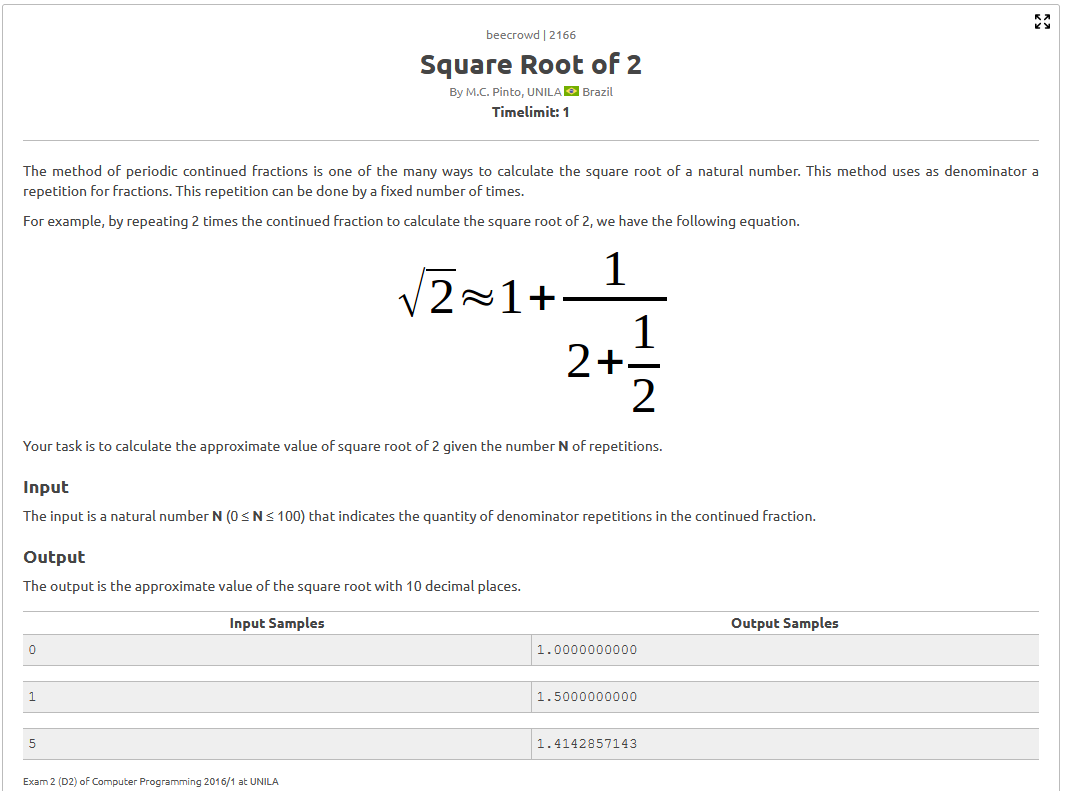 beecrowd | 2166
Square Root of 2
By M.C. Pinto, UNILA Brazil
Timelimit: 1
The method of periodic continued fractions is one of the many ways to calculate the square root of a natural number. This method uses as denominator a
repetition for fractions. This repetition can be done by a fixed number of times.
For example, by repeating 2 times the continued fraction to calculate the square root of 2, we have the following equation.
1
√2≈1+
1
2+
2
Your task is to calculate the approximate value of square root of 2 given the number N of repetitions.
Input
The input is a natural number N (0 ≤ N ≤ 100) that indicates the quantity of denominator repetitions in the continued fraction.
Output
The output is the approximate value of the square root with 10 decimal places.
Input Samples Output Samples
0 1.0000000000
1 1.5000000000
5 1.4142857143
Exam 2 (D2) of Computer Programming 2016/1 at UNILA